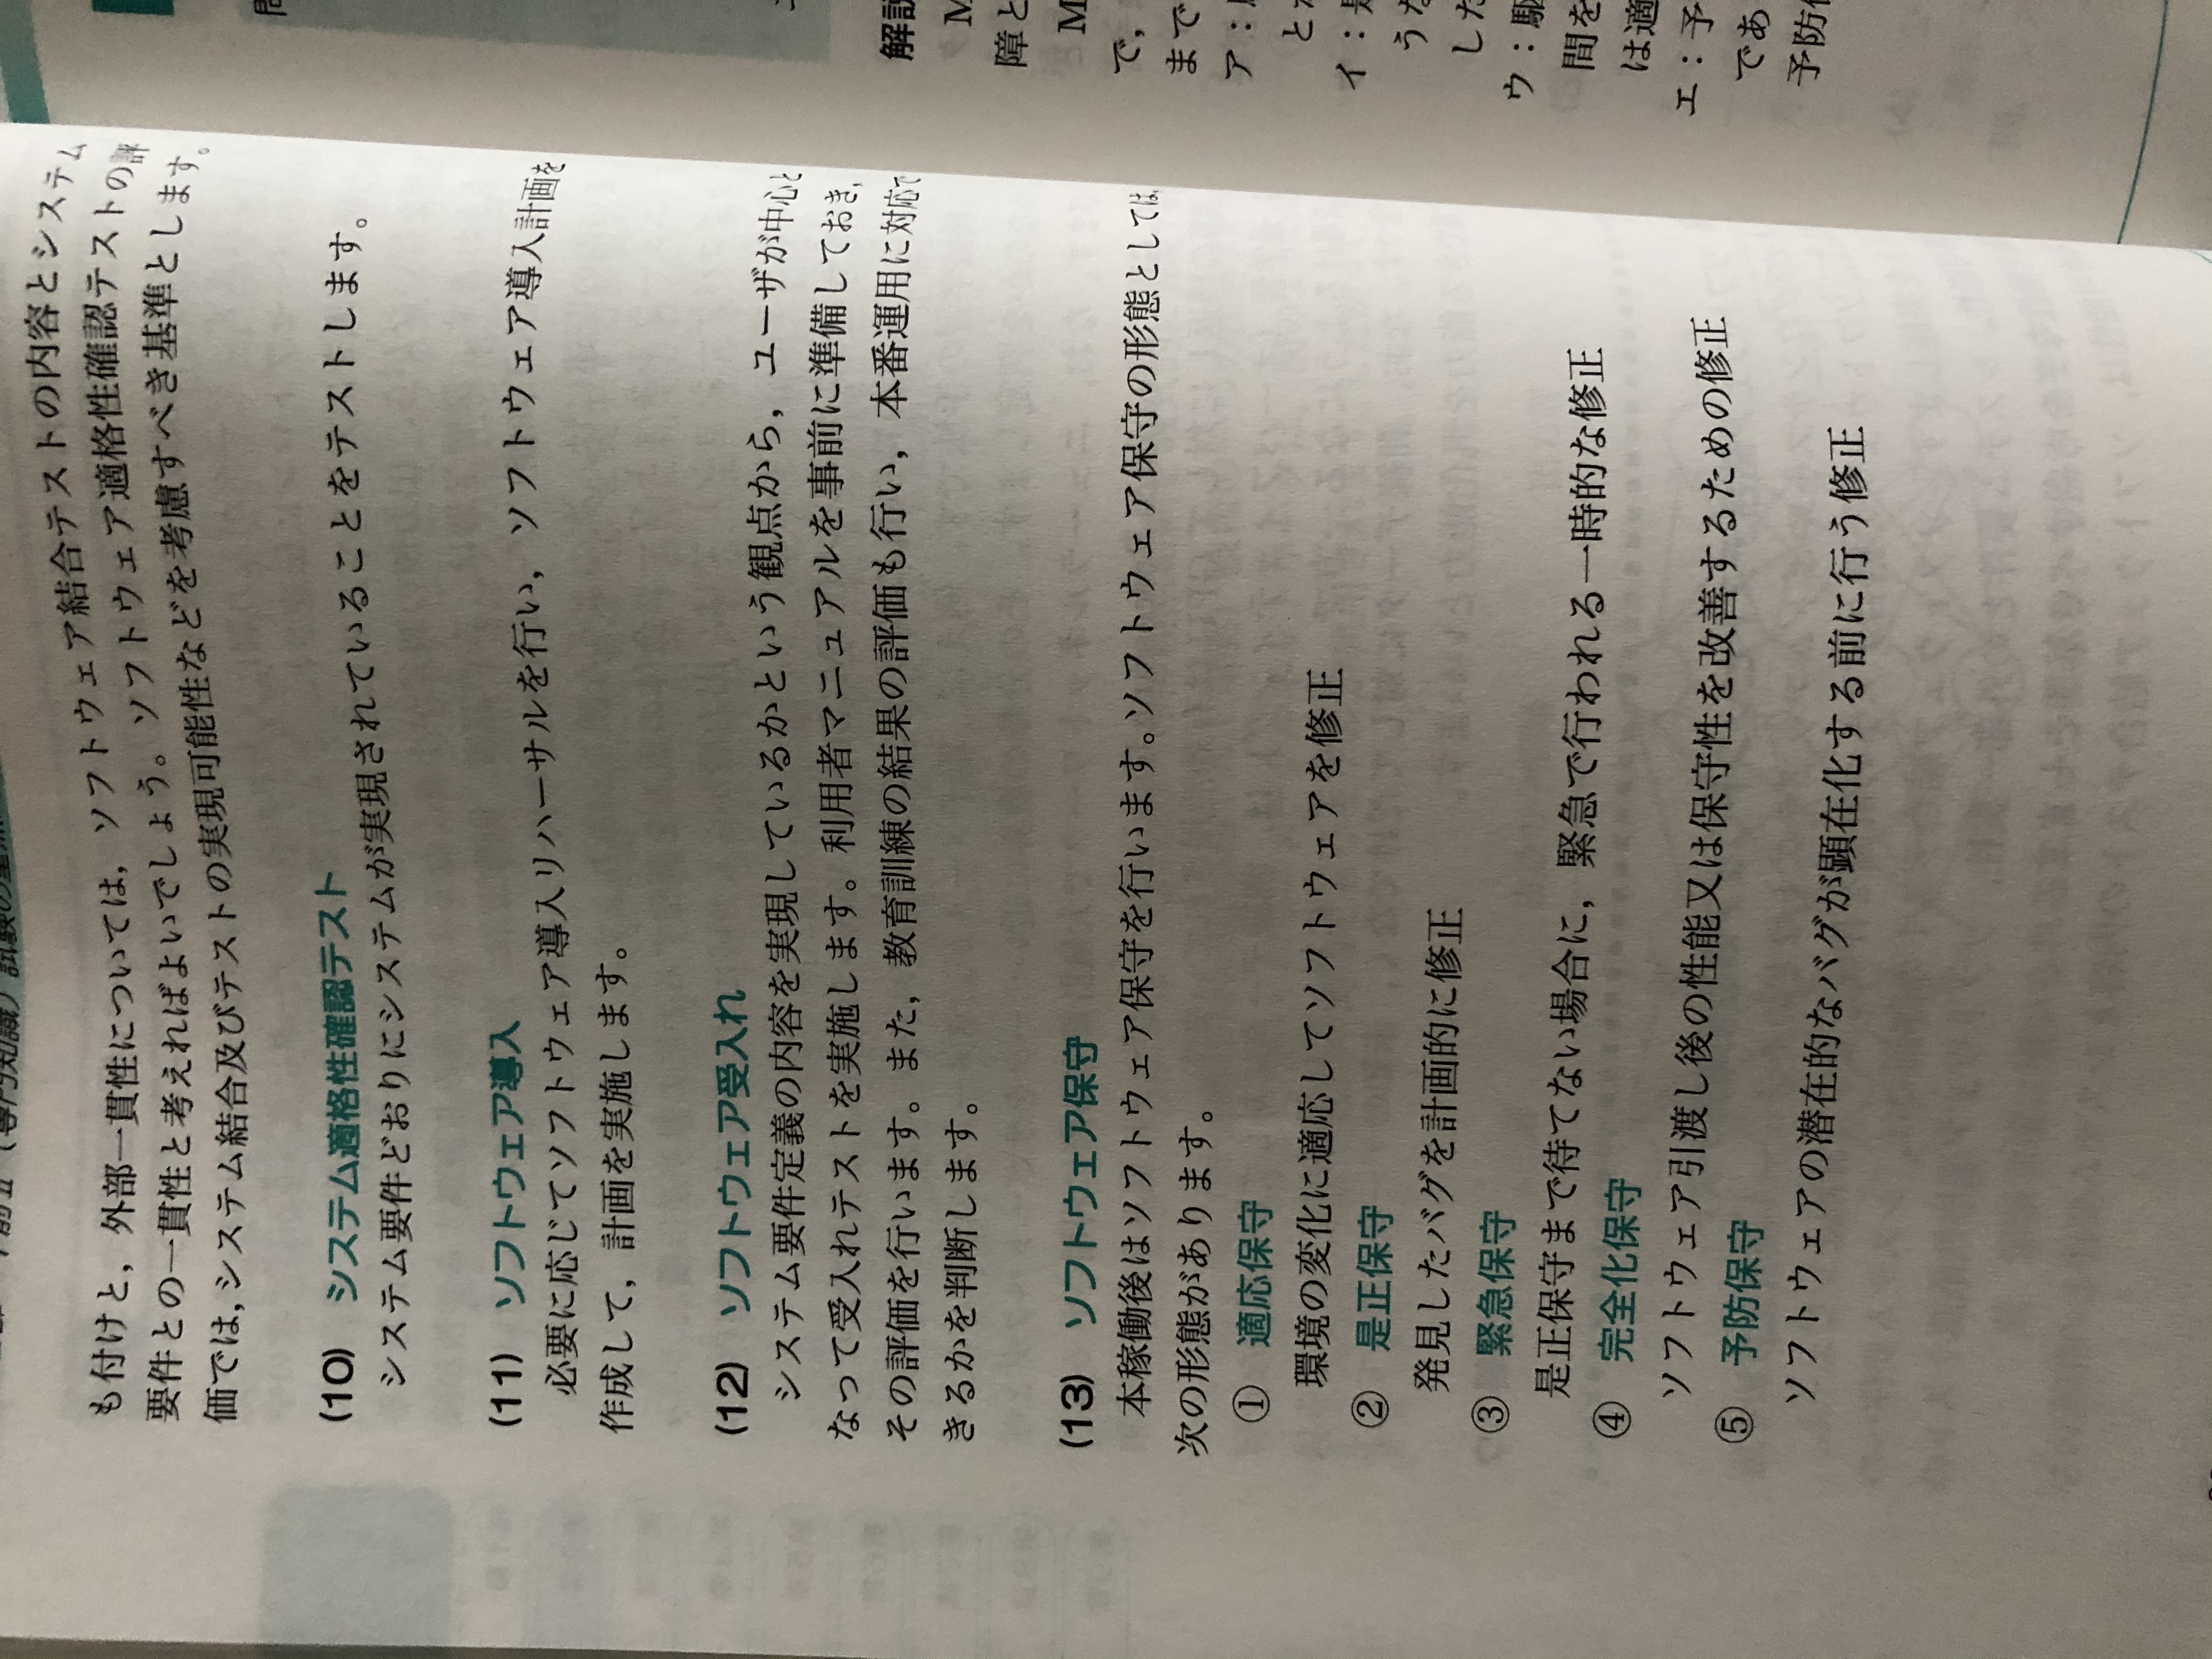 午前Ⅱ（専門知識）試験の重点
も付けと，外部一貫性については，ソフトウェア結合テストの内容とシステム
要件との一貫性と考えればよいでしょう。ソフトウェア適格性確認テストの評
価では，システム結合及びテストの実現可能性などを考慮すべき基準とします。
(10) システム適格性確認テスト
システム要件どおりにシステムが実現されていることをテストします。
(11) ソフトウェア導入
必要に応じてソフトウェア導入リハーサルを行い，ソフトウェア導入計画を
作成して，計画を実施します。
(12) ソフトウェア受入れ
システム要件定義の内容を実現しているかという観点から，ユーザが中心と
なって受入れテストを実施します。利用者マニュアルを事前に準備しておき，
その評価を行います。また，教育訓練の結果の評価も行い，本番運用に対応で
きるかを判断します。
(13) ソフトウェア保守
本稼働後はソフトウェア保守を行います。ソフトウェア保守の形態としては，
次の形態があります。
① 適応保守
環境の変化に適応してソフトウェアを修正
② 是正保守
発見したバグを計画的に修正
③ 緊急保守
是正保守まで待てない場合に，緊急で行われる一時的な修正
④ 完全化保守
ソフトウェア引渡し後の性能又は保守性を改善するための修正
⑤ 予防保守
ソフトウェアの潜在的なバグが顕在化する前に行う修正
問
解説
M
障と
M
で，
まで
ア：
とか
イ：是
うな
した
ウ：駆
間を
は適
エ：予
であ
予防保